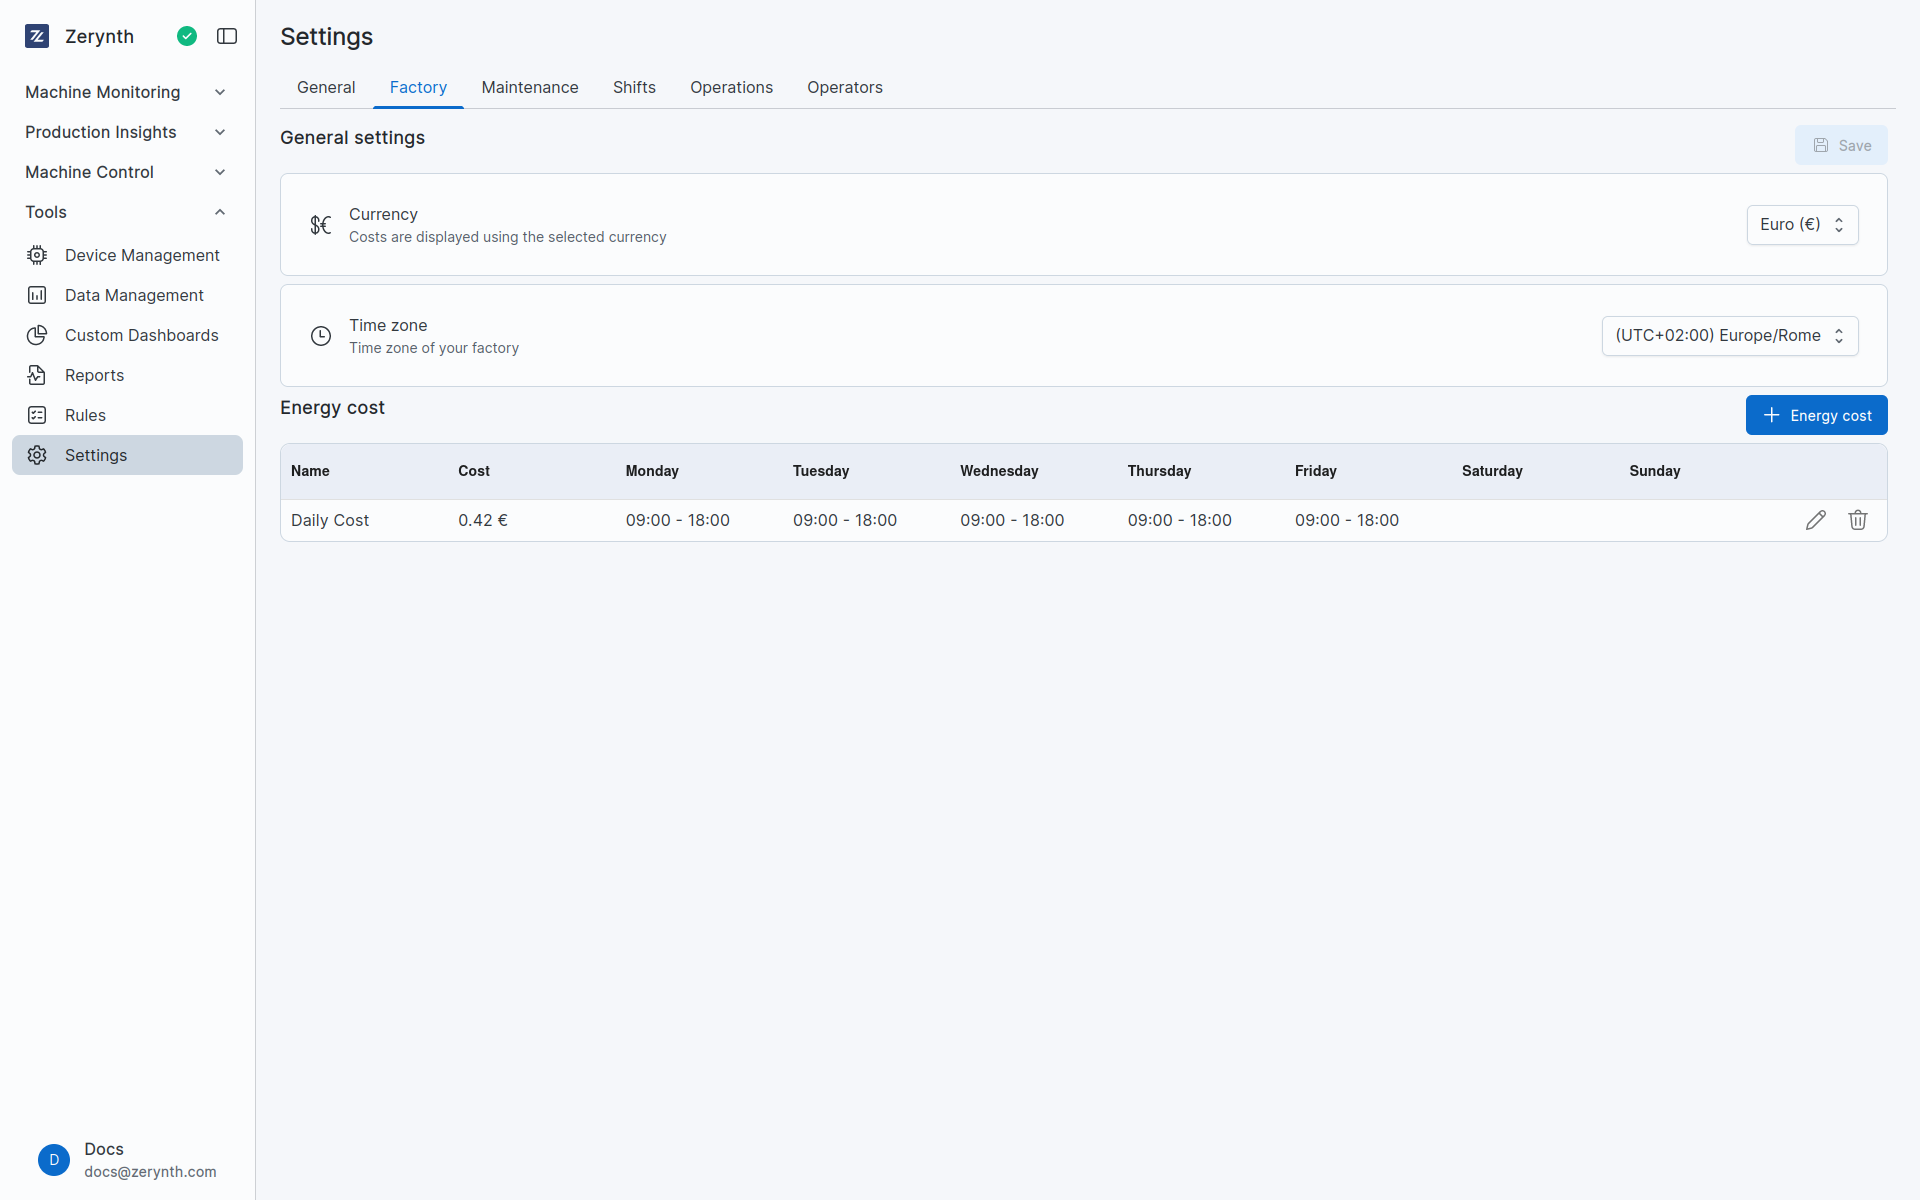 Zerynth
Machine Monitoring
Production Insights
Machine Control
Tools
Device Management
Data Management
Custom Dashboards
Reports
Rules
Settings
D
Docs
docs@zerynth.com
Settings
General Factory Maintenance Shifts Operations Operators
General settings
Save
Currency
Costs are displayed using the selected currency
Euro (€)
Time zone
Time zone of your factory
(UTC+02:00) Europe/Rome
Energy cost
Energy cost
Name Cost Monday Tuesday Wednesday Thursday Friday Saturday Sunday
Daily Cost 0.42 € 09:00 - 18:00 09:00 - 18:00 09:00 - 18:00 09:00 - 18:00 09:00 - 18:00